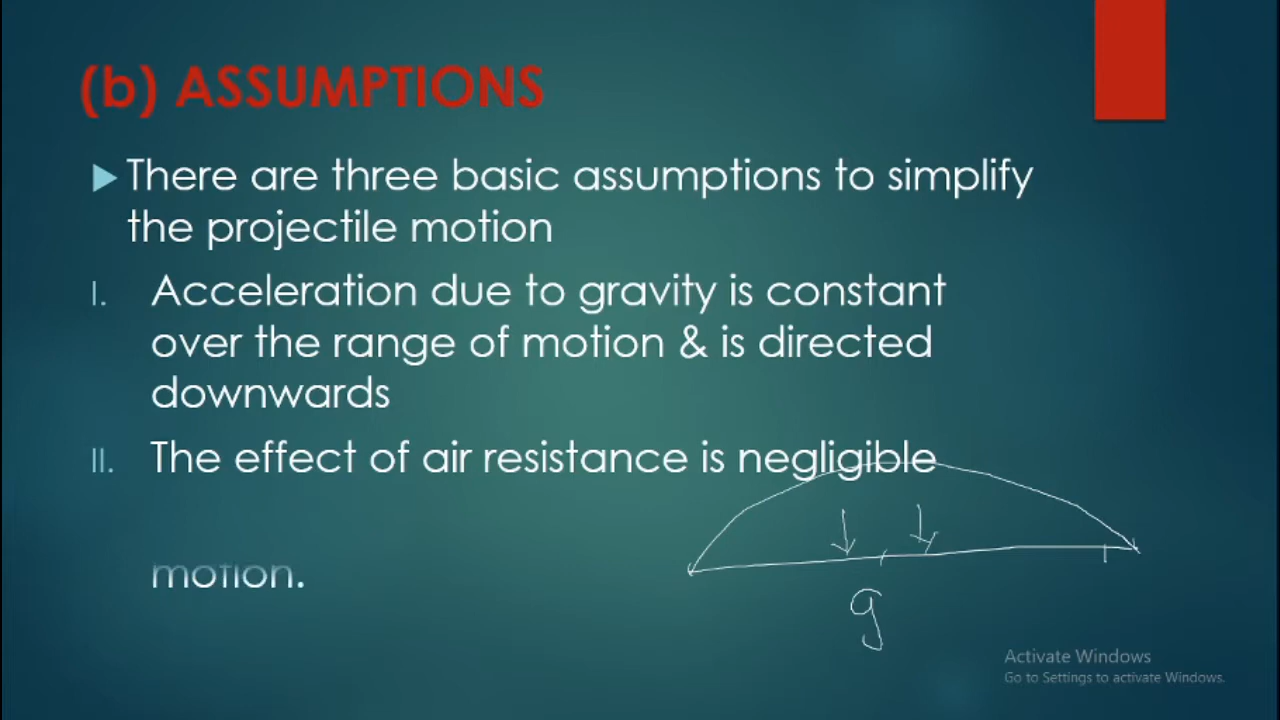 (b) ASSUMPTIONS
There are three basic assumptions to simplify
the projectile motion
I. Acceleration due to gravity is constant
over the range of motion & is directed
downwards
II. The effect of air resistance is negligible
motion.
g
Activate Windows
Go to Settings to activate Windows.